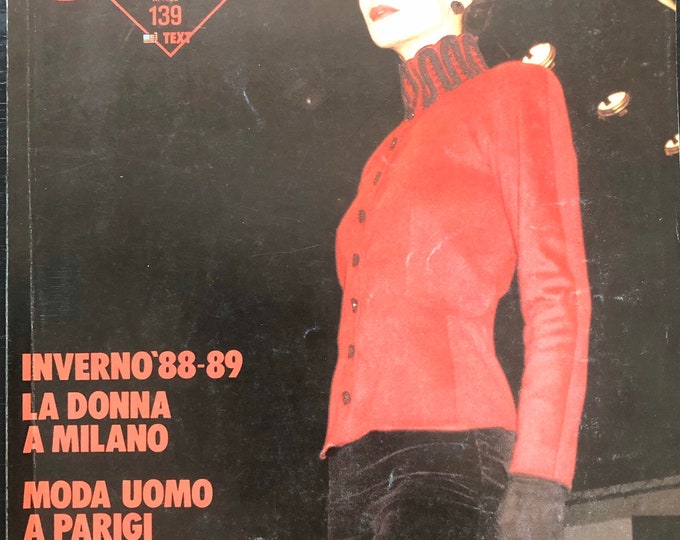 139
TEXT
INVERNO'88-89
LA DONNA
A MILANO
MODA UOMO
A PARIGI